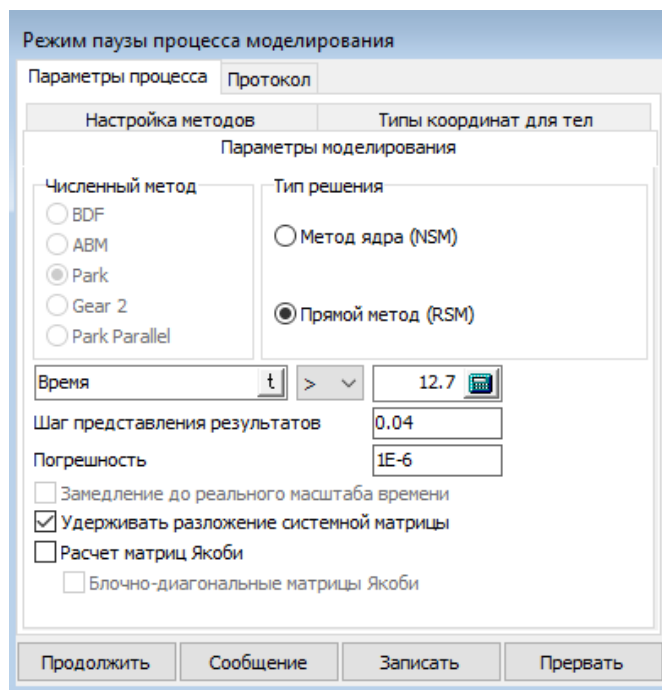 Режим паузы процесса моделирования
Параметры процесса Протокол
Настройка методов Типы координат для тел
Параметры моделирования
Численный метод
BDF
ABM
Park
Gear 2
Park Parallel
Тип решения
Метод ядра (NSM)
Прямой метод (RSM)
Время t > 12.7
Шаг представления результатов 0.04
Погрешность 1E-6
Замедление до реального масштаба времени
Удерживать разложение системной матрицы
Расчет матриц Якоби
Блочно-диагональные матрицы Якоби
Продолжить Сообщение Записать Прервать